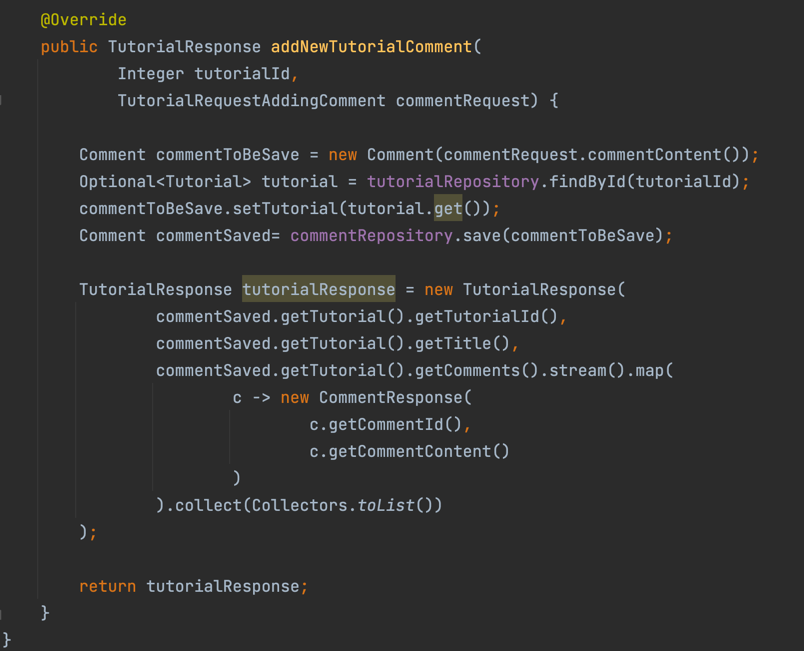 @Override
public TutorialResponse addNewTutorialComment(
Integer tutorialId,
TutorialRequestAddingComment commentRequest) {
Comment commentToBeSave = new Comment(commentRequest.commentContent());
Optional<Tutorial> tutorial = tutorialRepository.findById(tutorialId);
commentToBeSave.setTutorial(tutorial.get());
Comment commentSaved= commentRepository.save(commentToBeSave);
TutorialResponse tutorialResponse = new TutorialResponse(
commentSaved.getTutorial().getTutorialId(),
commentSaved.getTutorial().getTitle(),
commentSaved.getTutorial().getComments().stream().map(
c -> new CommentResponse(
c.getCommentId(),
c.getCommentContent()
)
).collect(Collectors.toList())
);
return tutorialResponse;
}
}